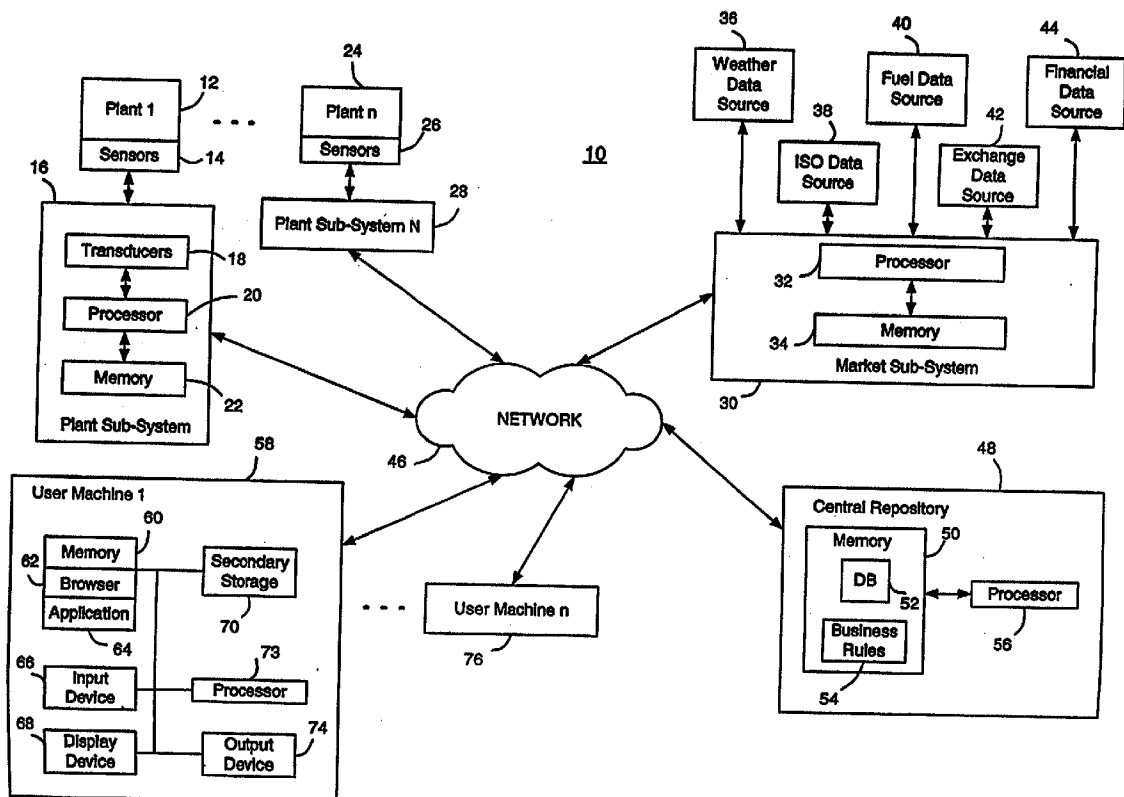 36
Weather
Data
Source
40
Fuel Data
Source
44
Financial
Data
Source
24
Plant n
Sensors
26
12
Plant 1
Sensors
14
38
ISO Data
Source
42
Exchange
Data
Source
10
16
Transducers
18
Processor
20
Memory
22
Plant Sub-System
Plant Sub-System N
28
Processor
32
Memory
34
Market Sub-System
30
NETWORK
46
58
User Machine 1
60
Memory
62
Browser
Application
64
Secondary
Storage
70
66
Input
Device
73
Processor
68
Display
Device
Output
Device
74
User Machine n
76
48
Central Repository
Memory
50
DB
52
Business
Rules
54
Processor
56